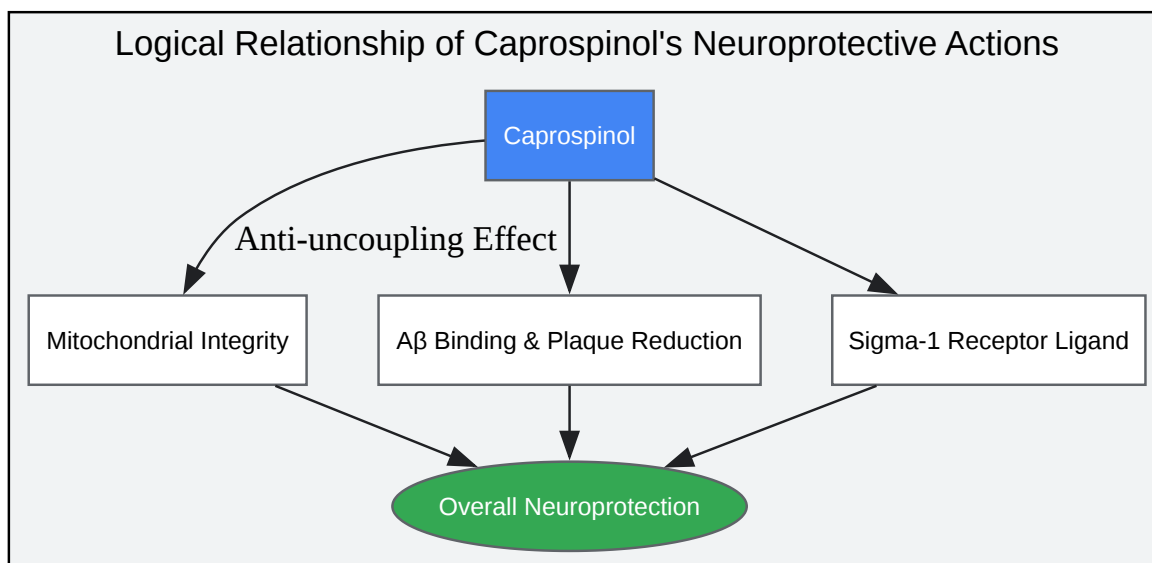 Logical Relationship of Caprospinol's Neuroprotective Actions
Caprospinol
Anti-uncoupling Effect
Mitochondrial Integrity
Aβ Binding & Plaque Reduction
Sigma-1 Receptor Ligand
Overall Neuroprotection